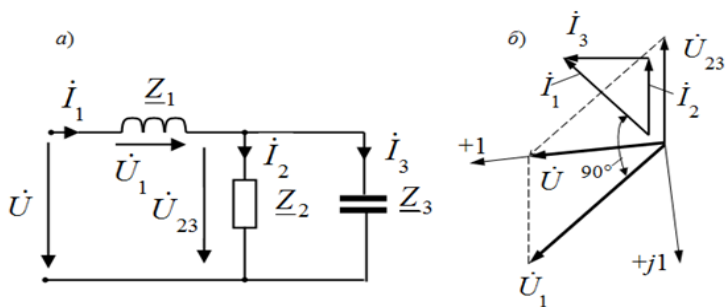 а)
İ₁
Z₁
U̇₁
U̇
U̇₂₃
İ₂
Z₂
İ₃
Z₃
б)
İ₃
U̇₂₃
İ₁
İ₂
+1
U̇
90°
+j1
U̇₁